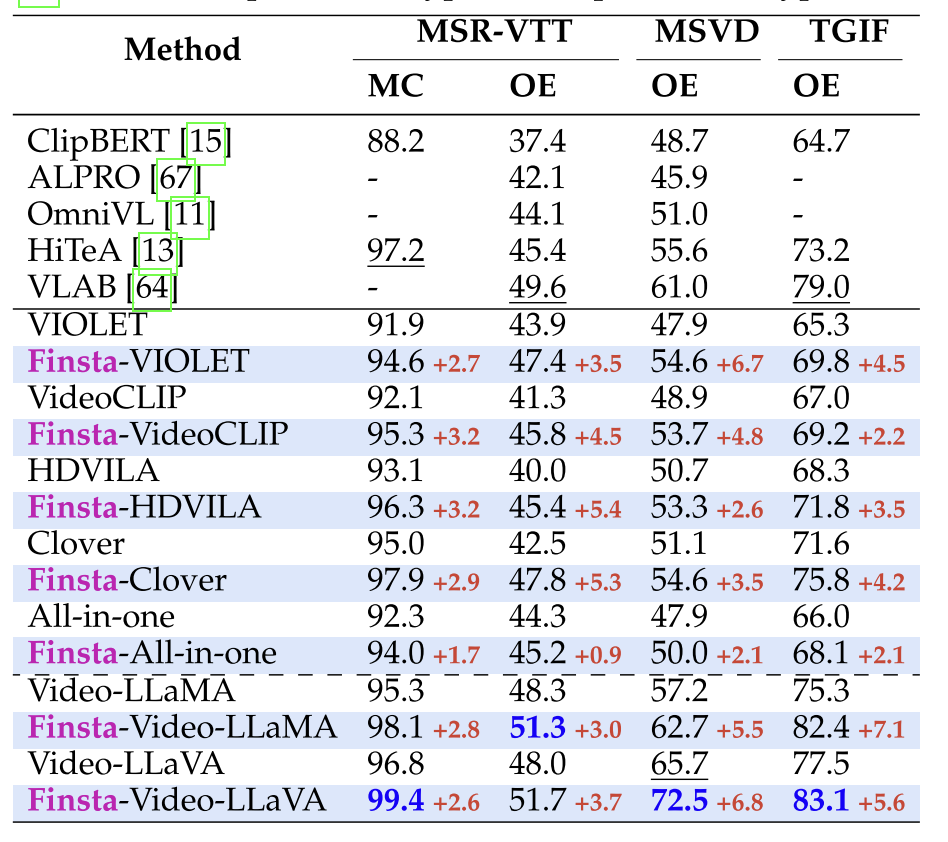 Method MSR-VTT MSVD TGIF
MC OE OE OE
ClipBERT [15] 88.2 37.4 48.7 64.7
ALPRO [67] - 42.1 45.9 -
OmniVL [11] - 44.1 51.0 -
HiTeA [13] 97.2 45.4 55.6 73.2
VLAB [64] - 49.6 61.0 79.0
VIOLET 91.9 43.9 47.9 65.3
Finsta-VIOLET 94.6 +2.7 47.4 +3.5 54.6 +6.7 69.8 +4.5
VideoCLIP 92.1 41.3 48.9 67.0
Finsta-VideoCLIP 95.3 +3.2 45.8 +4.5 53.7 +4.8 69.2 +2.2
HDVILA 93.1 40.0 50.7 68.3
Finsta-HDVILA 96.3 +3.2 45.4 +5.4 53.3 +2.6 71.8 +3.5
Clover 95.0 42.5 51.1 71.6
Finsta-Clover 97.9 +2.9 47.8 +5.3 54.6 +3.5 75.8 +4.2
All-in-one 92.3 44.3 47.9 66.0
Finsta-All-in-one 94.0 +1.7 45.2 +0.9 50.0 +2.1 68.1 +2.1
Video-LLaMA 95.3 48.3 57.2 75.3
Finsta-Video-LLaMA 98.1 +2.8 51.3 +3.0 62.7 +5.5 82.4 +7.1
Video-LLaVA 96.8 48.0 65.7 77.5
Finsta-Video-LLaVA 99.4 +2.6 51.7 +3.7 72.5 +6.8 83.1 +5.6